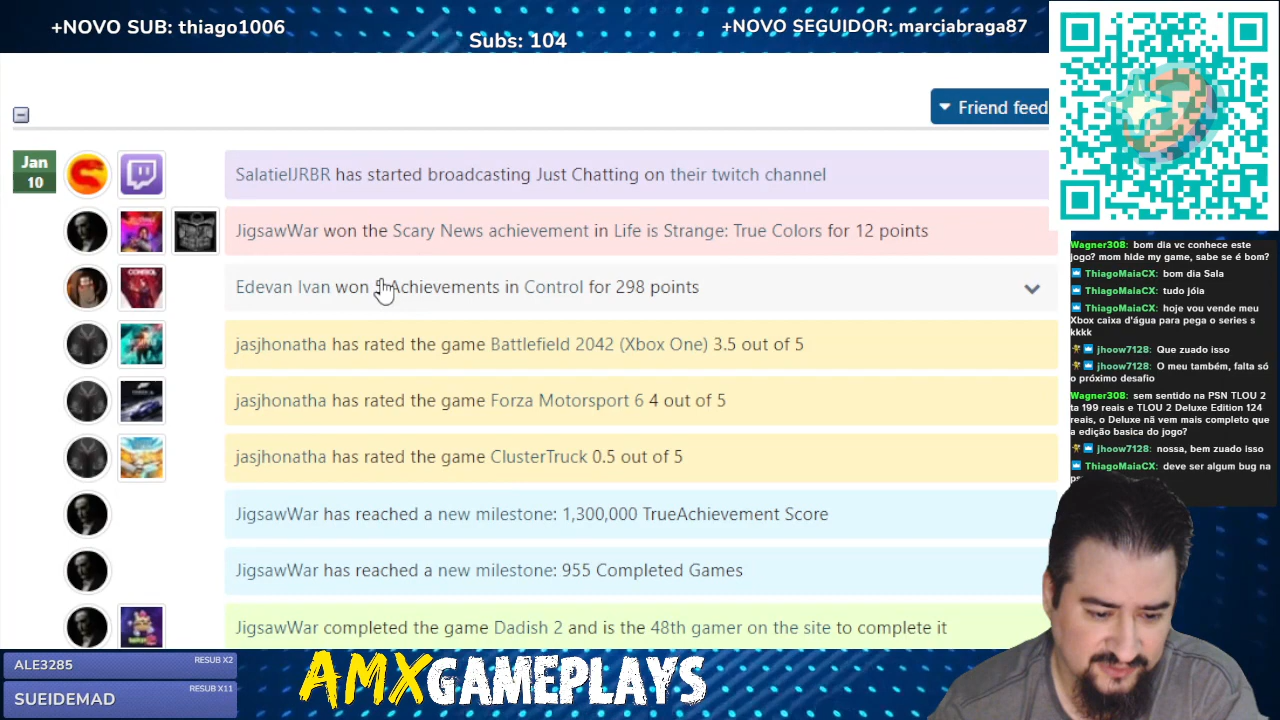 +NOVO SUB: thiago1006
Subs: 104
+NOVO SEGUIDOR: marciabraga87
Friend feed
Jan
10
SalatielJRBR has started broadcasting Just Chatting on their twitch channel
JigsawWar won the Scary News achievement in Life is Strange: True Colors for 12 points
Edevan Ivan won Achievements in Control for 298 points
CONTROL
jasjhonatha has rated the game Battlefield 2042 (Xbox One) 3.5 out of 5
jasjhonatha has rated the game Forza Motorsport 6 4 out of 5
jasjhonatha has rated the game ClusterTruck 0.5 out of 5
JigsawWar has reached a new milestone: 1,300,000 TrueAchievement Score
JigsawWar has reached a new milestone: 955 Completed Games
JigsawWar completed the game Dadish 2 and is the 48th gamer on the site to complete it
Wagner308: bom dia vc conhece este
jogo? mom hide my game, sabe se é bom?
ThiagoMaiaCX: bom dia Sala
ThiagoMaiaCX: tudo jóia
ThiagoMaiaCX: hoje vou vende meu
Xbox caixa d'água para pega o series s
kkkk
jhoow7128: Que zuado isso
jhoow7128: O meu também, falta só
o próximo desafio
Wagner308: sem sentido na PSN TLOU 2
ta 199 reais e TLOU 2 Deluxe Edition 124
reais, o Deluxe nã vem mais completo que
a edição basica do jogo?
jhoow7128: nossa, bem zuado isso
ThiagoMaiaCX: deve ser algum bug na
ALE3285
RESUB X2
SUEIDEMAD
RESUB X11
AMXGAMEPLAYS